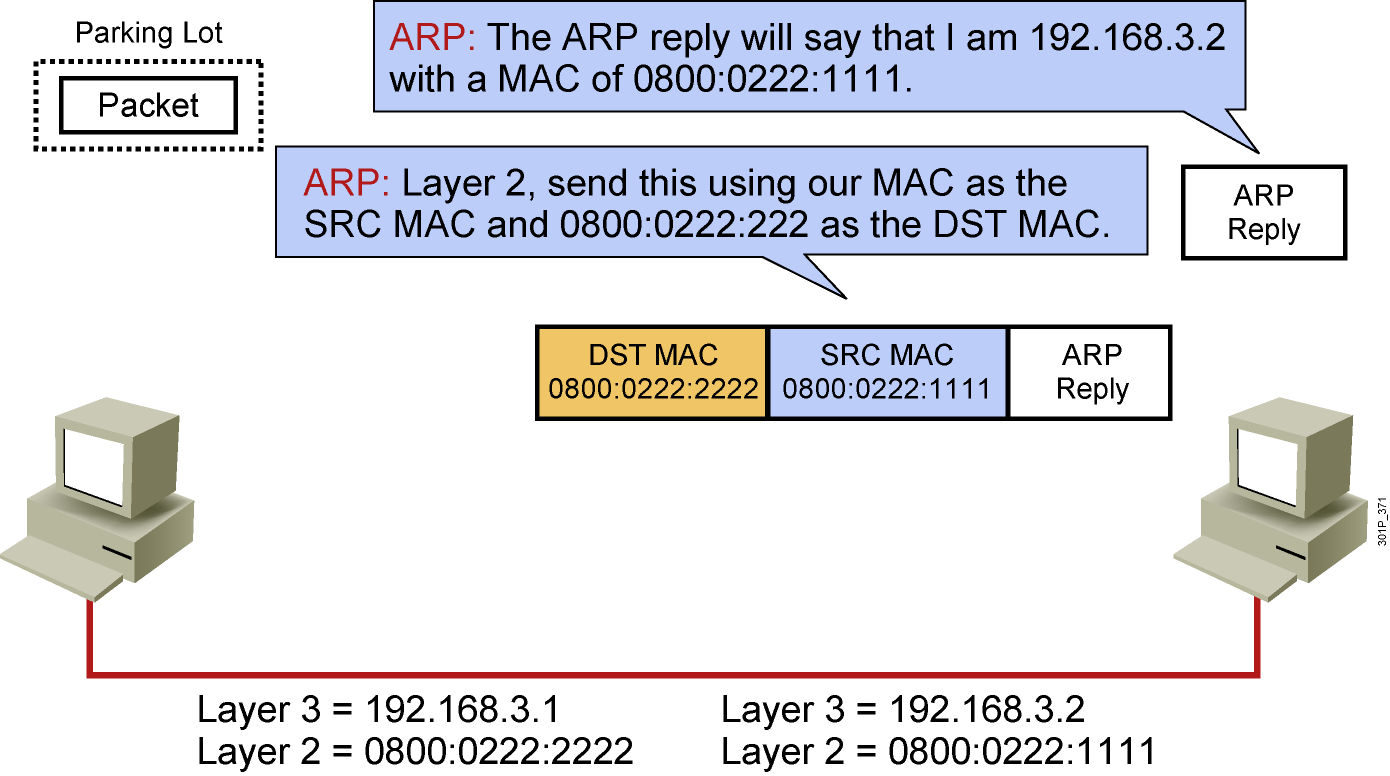 Parking Lot
Packet
ARP: The ARP reply will say that I am 192.168.3.2
with a MAC of 0800:0222:1111.
ARP: Layer 2, send this using our MAC as the
SRC MAC and 0800:0222:222 as the DST MAC.
ARP
Reply
DST MAC
0800:0222:2222
SRC MAC
0800:0222:1111
ARP
Reply
301P_371
Layer 3 = 192.168.3.1
Layer 2 = 0800:0222:2222
Layer 3 = 192.168.3.2
Layer 2 = 0800:0222:1111